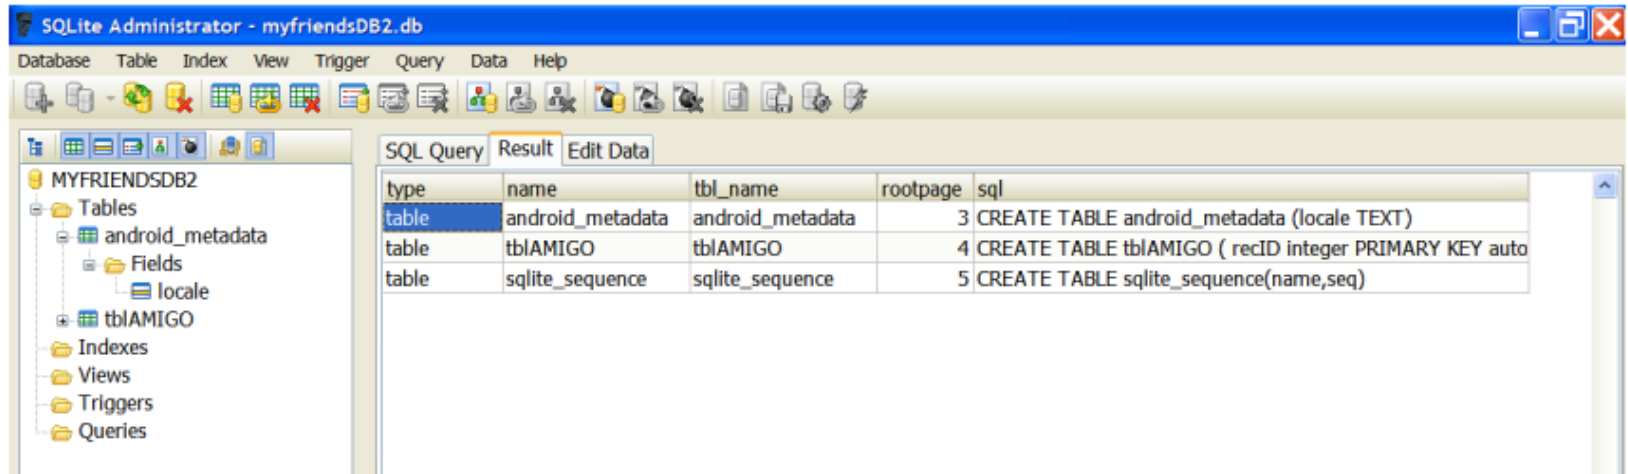 SQLite Administrator - myfriendsDB2.db
Database Table Index View Trigger Query Data Help
SQL Query Result Edit Data
MYFRIENDSDB2
Tables
android_metadata
Fields
locale
tblAMIGO
Indexes
Views
Triggers
Queries
type name tbl_name rootpage sql
table android_metadata android_metadata 3 CREATE TABLE android_metadata (locale TEXT)
table tblAMIGO tblAMIGO 4 CREATE TABLE tblAMIGO ( recID integer PRIMARY KEY auto
table sqlite_sequence sqlite_sequence 5 CREATE TABLE sqlite_sequence(name,seq)